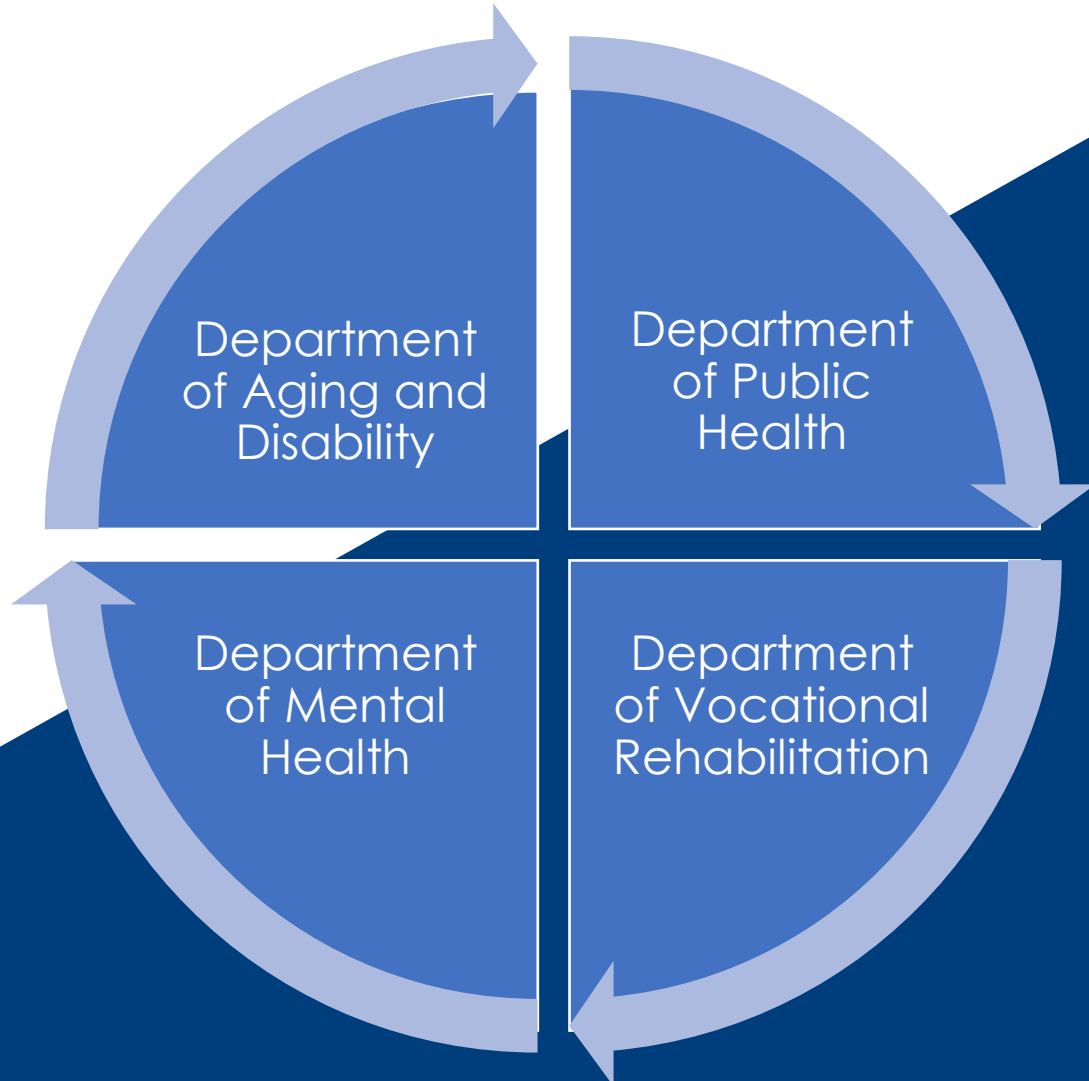 Department
of Aging and
Disability
Department
of Public
Health
Department
of Mental
Health
Department
of Vocational
Rehabilitation